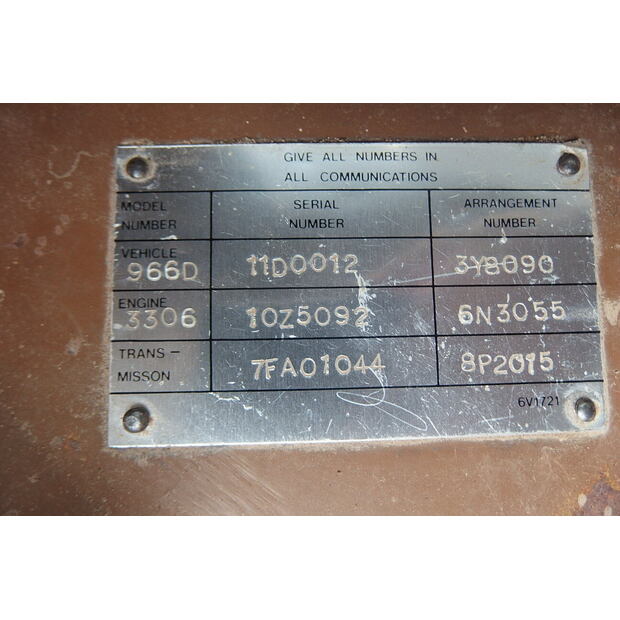 GIVE ALL NUMBERS IN
ALL COMMUNICATIONS
MODEL NUMBER SERIAL NUMBER ARRANGEMENT NUMBER
VEHICLE 966D 11D0012 3Y8090
ENGINE 3306 10Z5092 6N3055
TRANS - MISSON 7FA01044 8P2015
6V1721